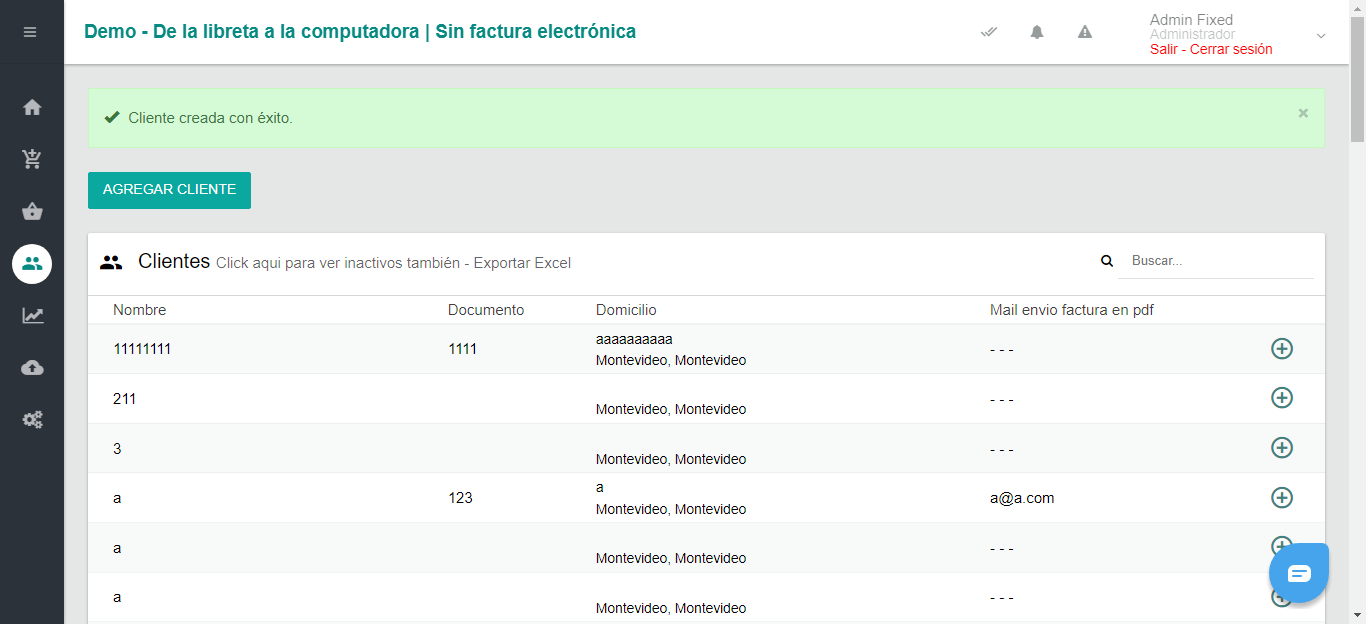 Demo - De la libreta a la computadora | Sin factura electrónica
Admin Fixed
Administrador
Salir - Cerrar sesión
Cliente creada con éxito.
×
AGREGAR CLIENTE
Clientes Click aqui para ver inactivos también - Exportar Excel
Buscar...
Nombre Documento Domicilio Mail envio factura en pdf
11111111 1111 aaaaaaaaaa - - -
Montevideo, Montevideo
211 - - -
Montevideo, Montevideo
3 - - -
Montevideo, Montevideo
a 123 a a@a.com
Montevideo, Montevideo
a - - -
Montevideo, Montevideo
a - - -
Montevideo, Montevideo